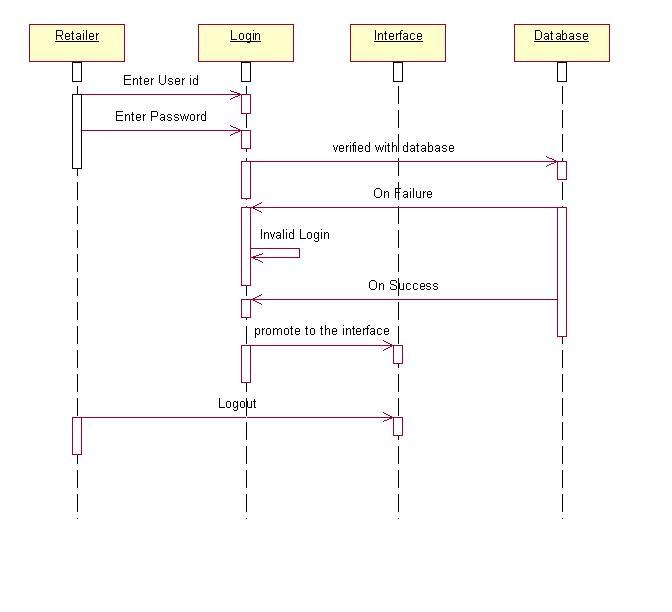 Retailer
Login
Interface
Database
Enter User id
Enter Password
verified with database
On Failure
Invalid Login
On Success
promote to the interface
Logout